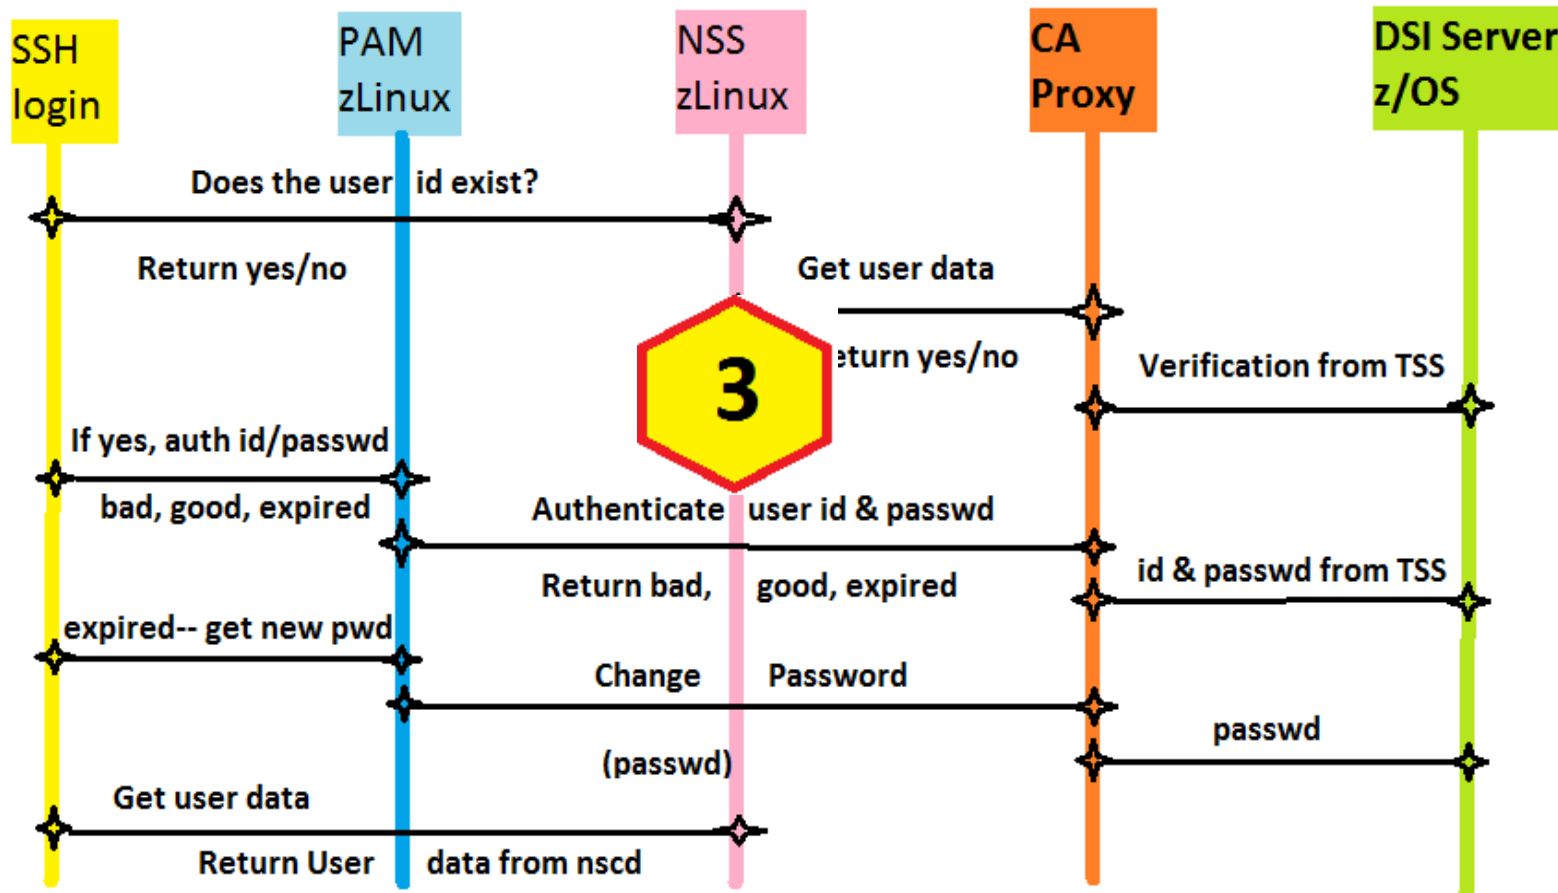 SSH
login
PAM
zLinux
NSS
zLinux
CA
Proxy
DSI Server
z/OS
Does the user id exist?
Return yes/no
Get user data
eturn yes/no
Verification from TSS
3
If yes, auth id/passwd
bad, good, expired
Authenticate user id & passwd
Return bad, good, expired
id & passwd from TSS
expired-- get new pwd
Change Password
passwd
(passwd)
Get user data
Return User data from nscd